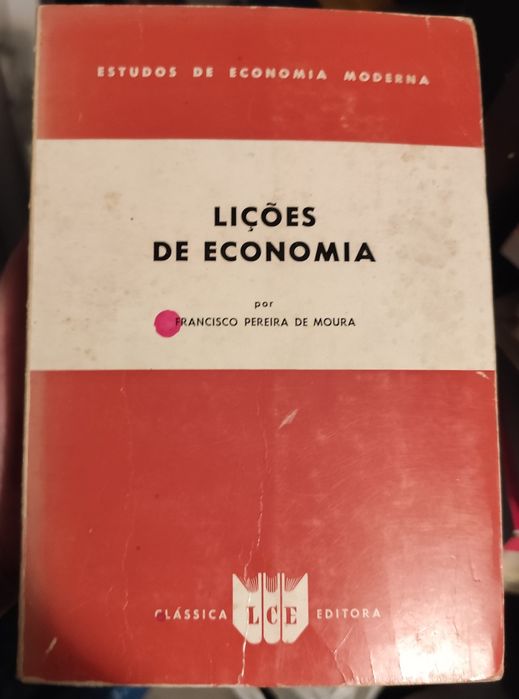 ESTUDOS DE ECONOMIA MODERNA
LIÇÕES
DE ECONOMIA
por
FRANCISCO PEREIRA DE MOURA
CLÁSSICA LCE EDITORA